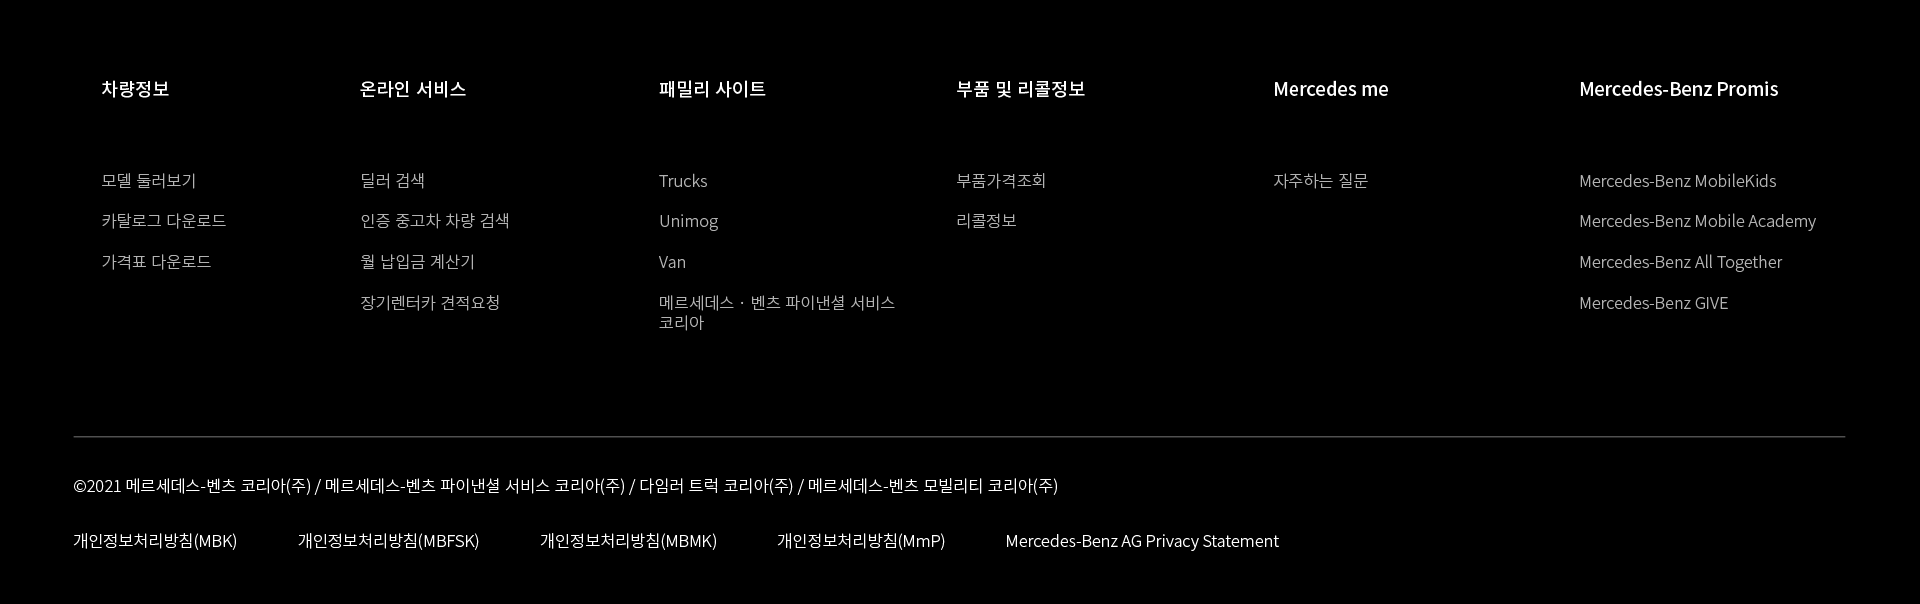 차량정보
모델 둘러보기
카탈로그 다운로드
가격표 다운로드
온라인 서비스
딜러 검색
인증 중고차 차량 검색
월 납입금 계산기
장기렌터카 견적요청
패밀리 사이트
Trucks
Unimog
Van
메르세데스 · 벤츠 파이낸셜 서비스
코리아
부품 및 리콜정보
부품가격조회
리콜정보
Mercedes me
자주하는 질문
Mercedes-Benz Promis
Mercedes-Benz MobileKids
Mercedes-Benz Mobile Academy
Mercedes-Benz All Together
Mercedes-Benz GIVE
©2021 메르세데스-벤츠 코리아(주) / 메르세데스-벤츠 파이낸셜 서비스 코리아(주) / 다임러 트럭 코리아(주) / 메르세데스-벤츠 모빌리티 코리아(주)
개인정보처리방침(MBK) 개인정보처리방침(MBFSK) 개인정보처리방침(MBMK) 개인정보처리방침(MmP) Mercedes-Benz AG Privacy Statement